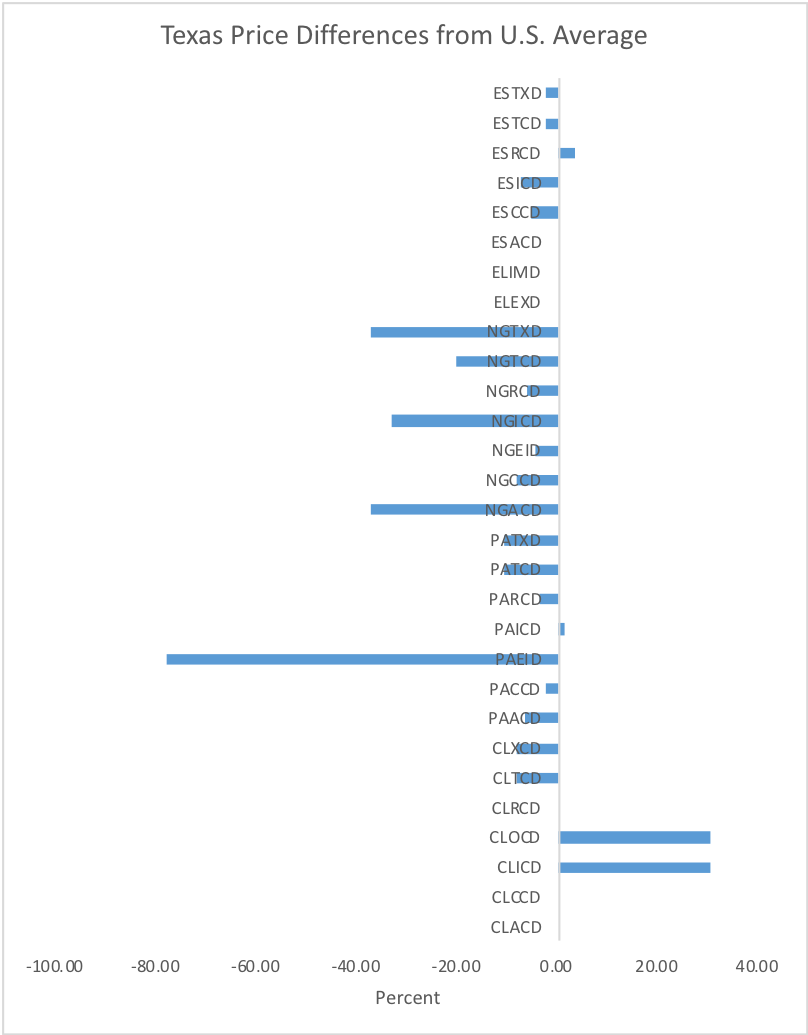 Texas Price Differences from U.S. Average
ESTXD
ESTCD
ESRCD
ESICD
ESCCD
ESACD
ELIMD
ELEXD
NGTXD
NGTCD
NGRCD
NGICD
NGEID
NGCCD
NGACD
PATXD
PATCD
PARCD
PAICD
PAEID
PACCD
PAACD
CLXCD
CLTCD
CLRCD
CLOCD
CLICD
CLCCD
CLACD
-100.00 -80.00 -60.00 -40.00 -20.00 0.00 20.00 40.00
Percent